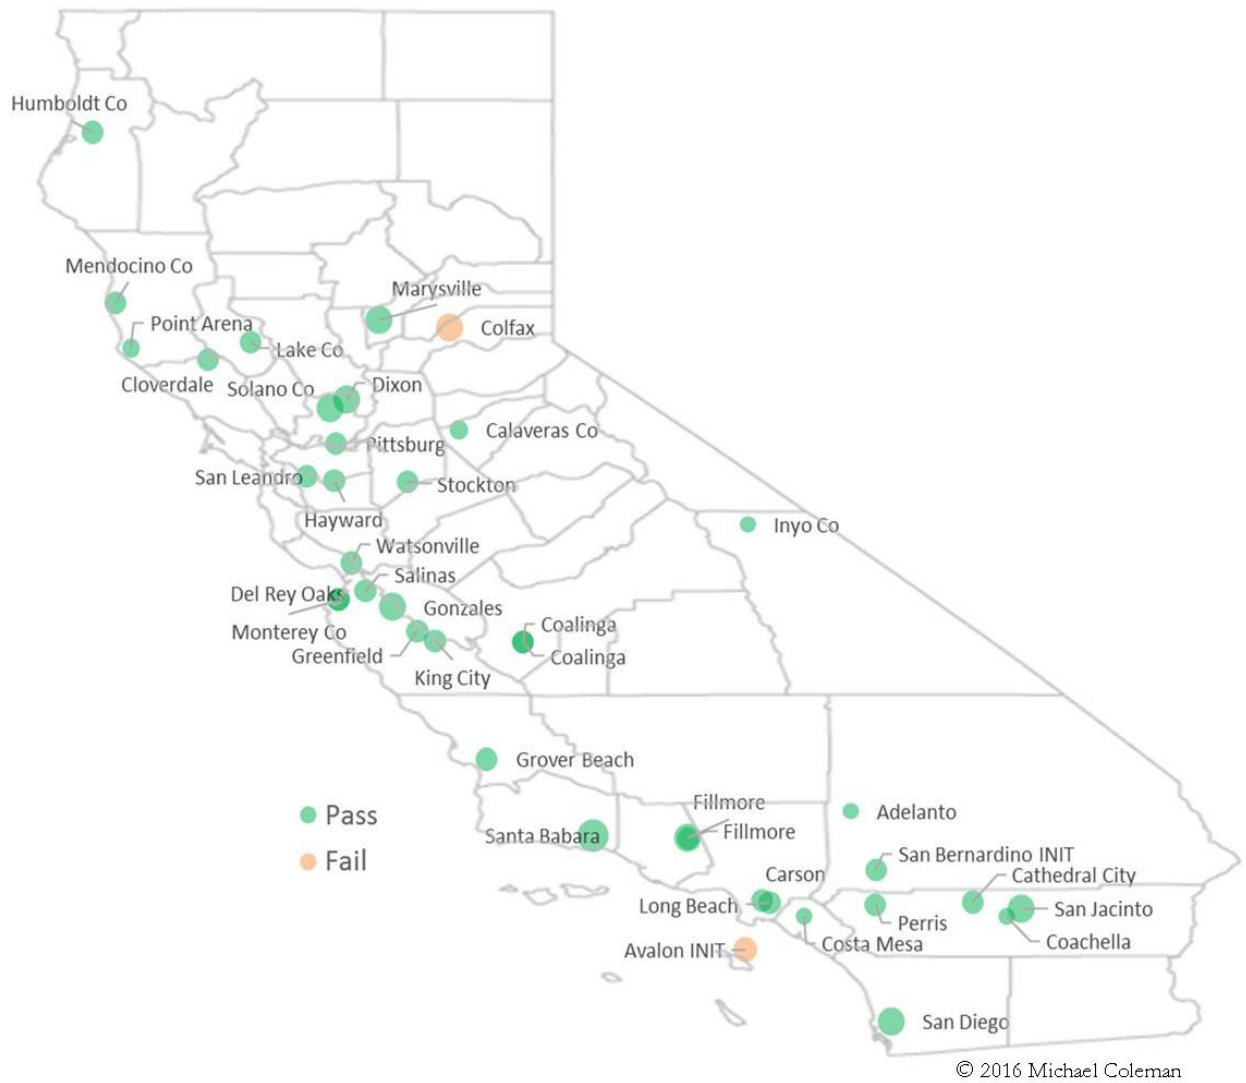 Humboldt Co
Mendocino Co
Marysville
Point Arena
Colfax
Lake Co
Cloverdale
Solano Co
Dixon
Calaveras Co
Pittsburg
San Leandro
Stockton
Hayward
Inyo Co
Watsonville
Salinas
Del Rey Oaks
Gonzales
Monterey Co
Coalinga
Greenfield
Coalinga
King City
Grover Beach
Fillmore
Adelanto
Pass
Fillmore
Santa Babara
San Bernardino INIT
Fail
Carson
Cathedral City
Long Beach
San Jacinto
Perris
Costa Mesa
Coachella
Avalon INIT
San Diego
© 2016 Michael Coleman